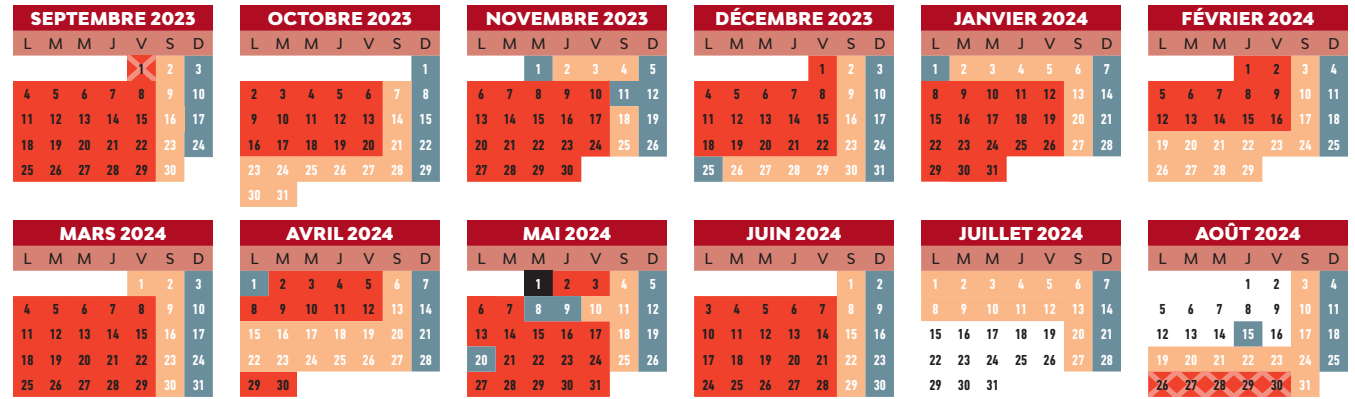 SEPTEMBRE 2023
L M M J V S D
1 2 3
4 5 6 7 8 9 10
11 12 13 14 15 16 17
18 19 20 21 22 23 24
25 26 27 28 29 30
OCTOBRE 2023
L M M J V S D
1
2 3 4 5 6 7 8
9 10 11 12 13 14 15
16 17 18 19 20 21 22
23 24 25 26 27 28 29
30 31
NOVEMBRE 2023
L M M J V S D
1 2 3 4 5
6 7 8 9 10 11 12
13 14 15 16 17 18 19
20 21 22 23 24 25 26
27 28 29 30
DÉCEMBRE 2023
L M M J V S D
1 2 3
4 5 6 7 8 9 10
11 12 13 14 15 16 17
18 19 20 21 22 23 24
25 26 27 28 29 30 31
JANVIER 2024
L M M J V S D
1 2 3 4 5 6 7
8 9 10 11 12 13 14
15 16 17 18 19 20 21
22 23 24 25 26 27 28
29 30 31
FÉVRIER 2024
L M M J V S D
1 2 3 4
5 6 7 8 9 10 11
12 13 14 15 16 17 18
19 20 21 22 23 24 25
26 27 28 29
MARS 2024
L M M J V S D
1 2 3
4 5 6 7 8 9 10
11 12 13 14 15 16 17
18 19 20 21 22 23 24
25 26 27 28 29 30 31
AVRIL 2024
L M M J V S D
1 2 3 4 5 6 7
8 9 10 11 12 13 14
15 16 17 18 19 20 21
22 23 24 25 26 27 28
29 30
MAI 2024
L M M J V S D
1 2 3 4 5
6 7 8 9 10 11 12
13 14 15 16 17 18 19
20 21 22 23 24 25 26
27 28 29 30 31
JUIN 2024
L M M J V S D
1 2
3 4 5 6 7 8 9
10 11 12 13 14 15 16
17 18 19 20 21 22 23
24 25 26 27 28 29 30
JUILLET 2024
L M M J V S D
1 2 3 4 5 6 7
8 9 10 11 12 13 14
15 16 17 18 19 20 21
22 23 24 25 26 27 28
29 30 31
AOÛT 2024
L M M J V S D
1 2 3 4
5 6 7 8 9 10 11
12 13 14 15 16 17 18
19 20 21 22 23 24 25
26 27 28 29 30 31